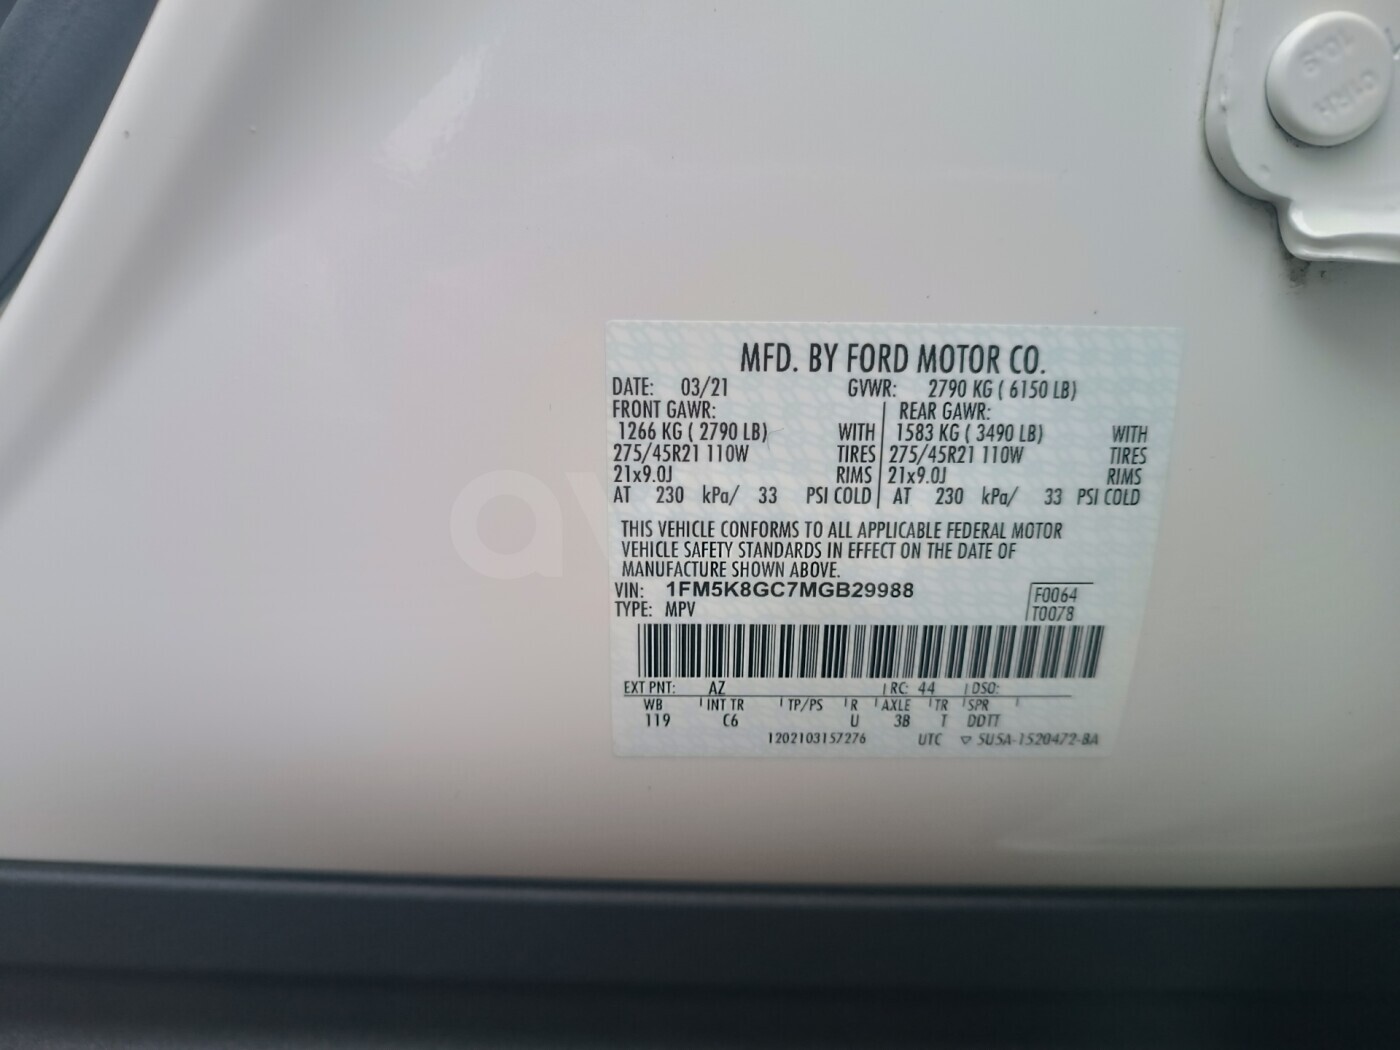 MFD. BY FORD MOTOR CO.
DATE: 03/21 GVWR: 2790 KG ( 6150 LB)
FRONT GAWR: REAR GAWR:
1266 KG ( 2790 LB) WITH 1583 KG ( 3490 LB) WITH
275/45R21 110W TIRES 275/45R21 110W TIRES
21x9.0J RIMS 21x9.0J RIMS
AT 230 kPa/ 33 PSI COLD AT 230 kPa/ 33 PSI COLD
THIS VEHICLE CONFORMS TO ALL APPLICABLE FEDERAL MOTOR
VEHICLE SAFETY STANDARDS IN EFFECT ON THE DATE OF
MANUFACTURE SHOWN ABOVE.
VIN: 1FM5K8GC7MGB29988 F0064
TYPE: MPV T0078
EXT PNT: AZ RC: 44 DSO:
WB INT TR TP/PS R AXLE TR SPR
119 C6 U 3B T DDTT
1202103157276 UTC ▽ 5U5A-1520472-BA
10.9